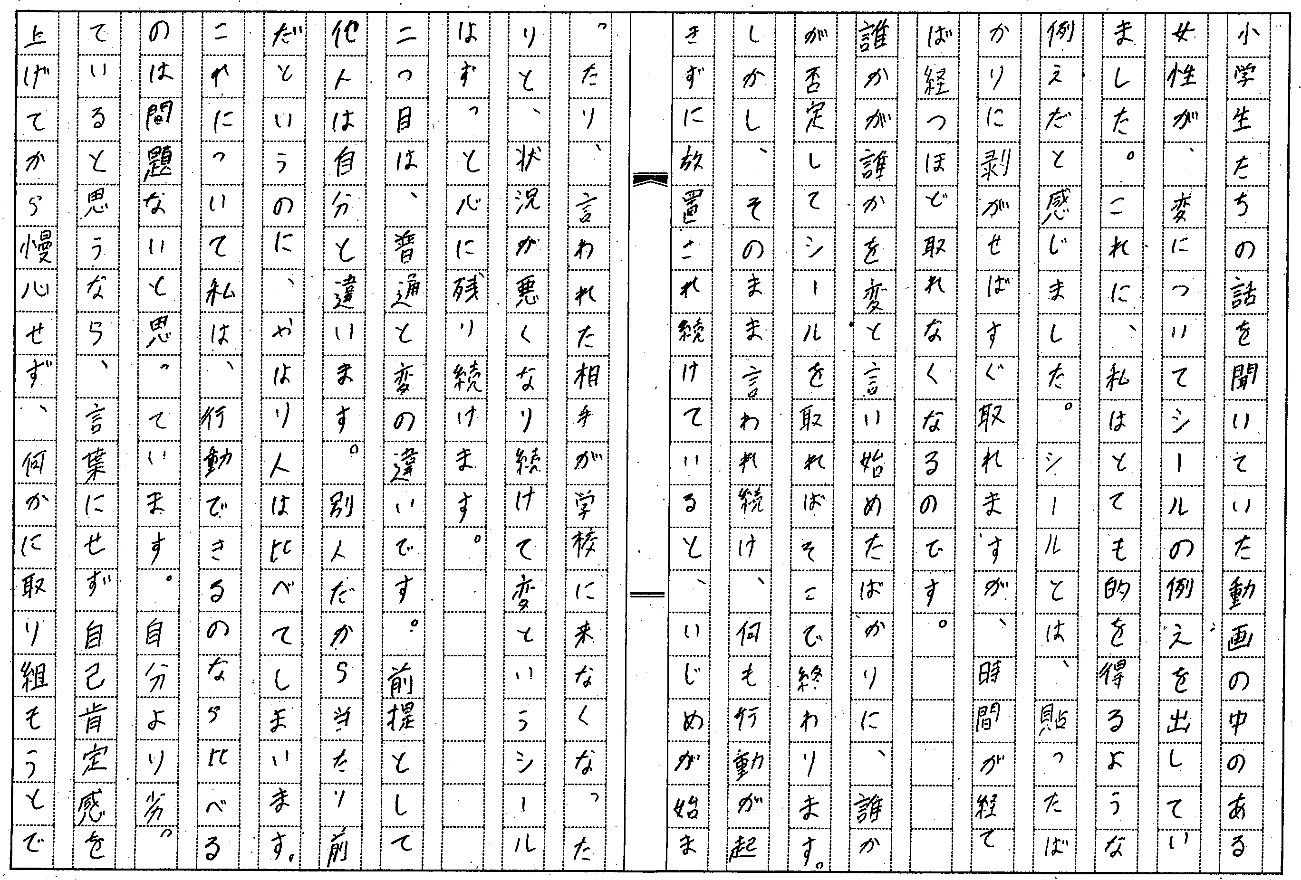 小学生たちの話を聞いていた動画の中のある
女性が、変についてシールの例えを出してい
ました。これに、私はとても的を得るような
例えだと感じました。シールとは、貼ったば
かりに剥がせばすぐ取れますが、時間が経て
ば経つほど取れなくなるのです。
誰かが誰かを変と言い始めたばかりに、誰か
が否定してシールを取ればそこで終わります。
しかし、そのまま言われ続け、何も行動が起
きずに放置され続けていると、いじめが始ま
ったり、言われた相手が学校に来なくなった
りと、状況が悪くなり続けて変というシール
はずっと心に残り続けます。
二つ目は、普通と変の違いです。前提として
他人は自分と違います。別人だから当たり前
だというのに、やはり人は比べてしまいます。
これについて私は、行動できるのなら比べる
のは問題ないと思っています。自分より劣。
ていると思うなら、言葉にせず自己肯定感を
上げてから慢心せず、何かに取り組もうとで